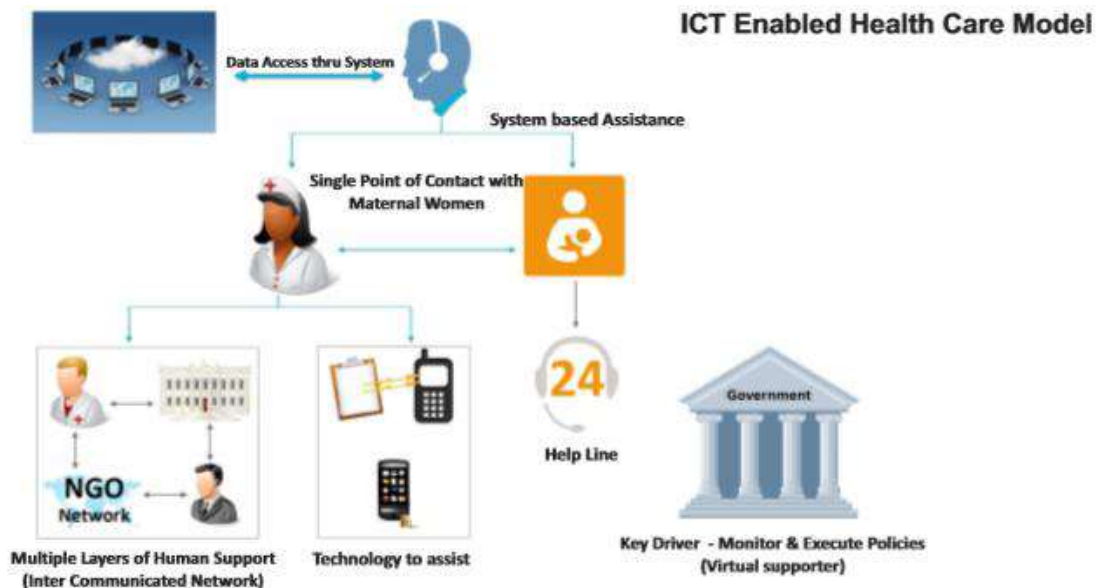 ICT Enabled Health Care Model
Data Access thru System
System based Assistance
Single Point of Contact with
Maternal Women
24
Help Line
Government
NGO
Network
Multiple Layers of Human Support
(Inter Communicated Network)
Technology to assist
Key Driver - Monitor & Execute Policies
(Virtual supporter)